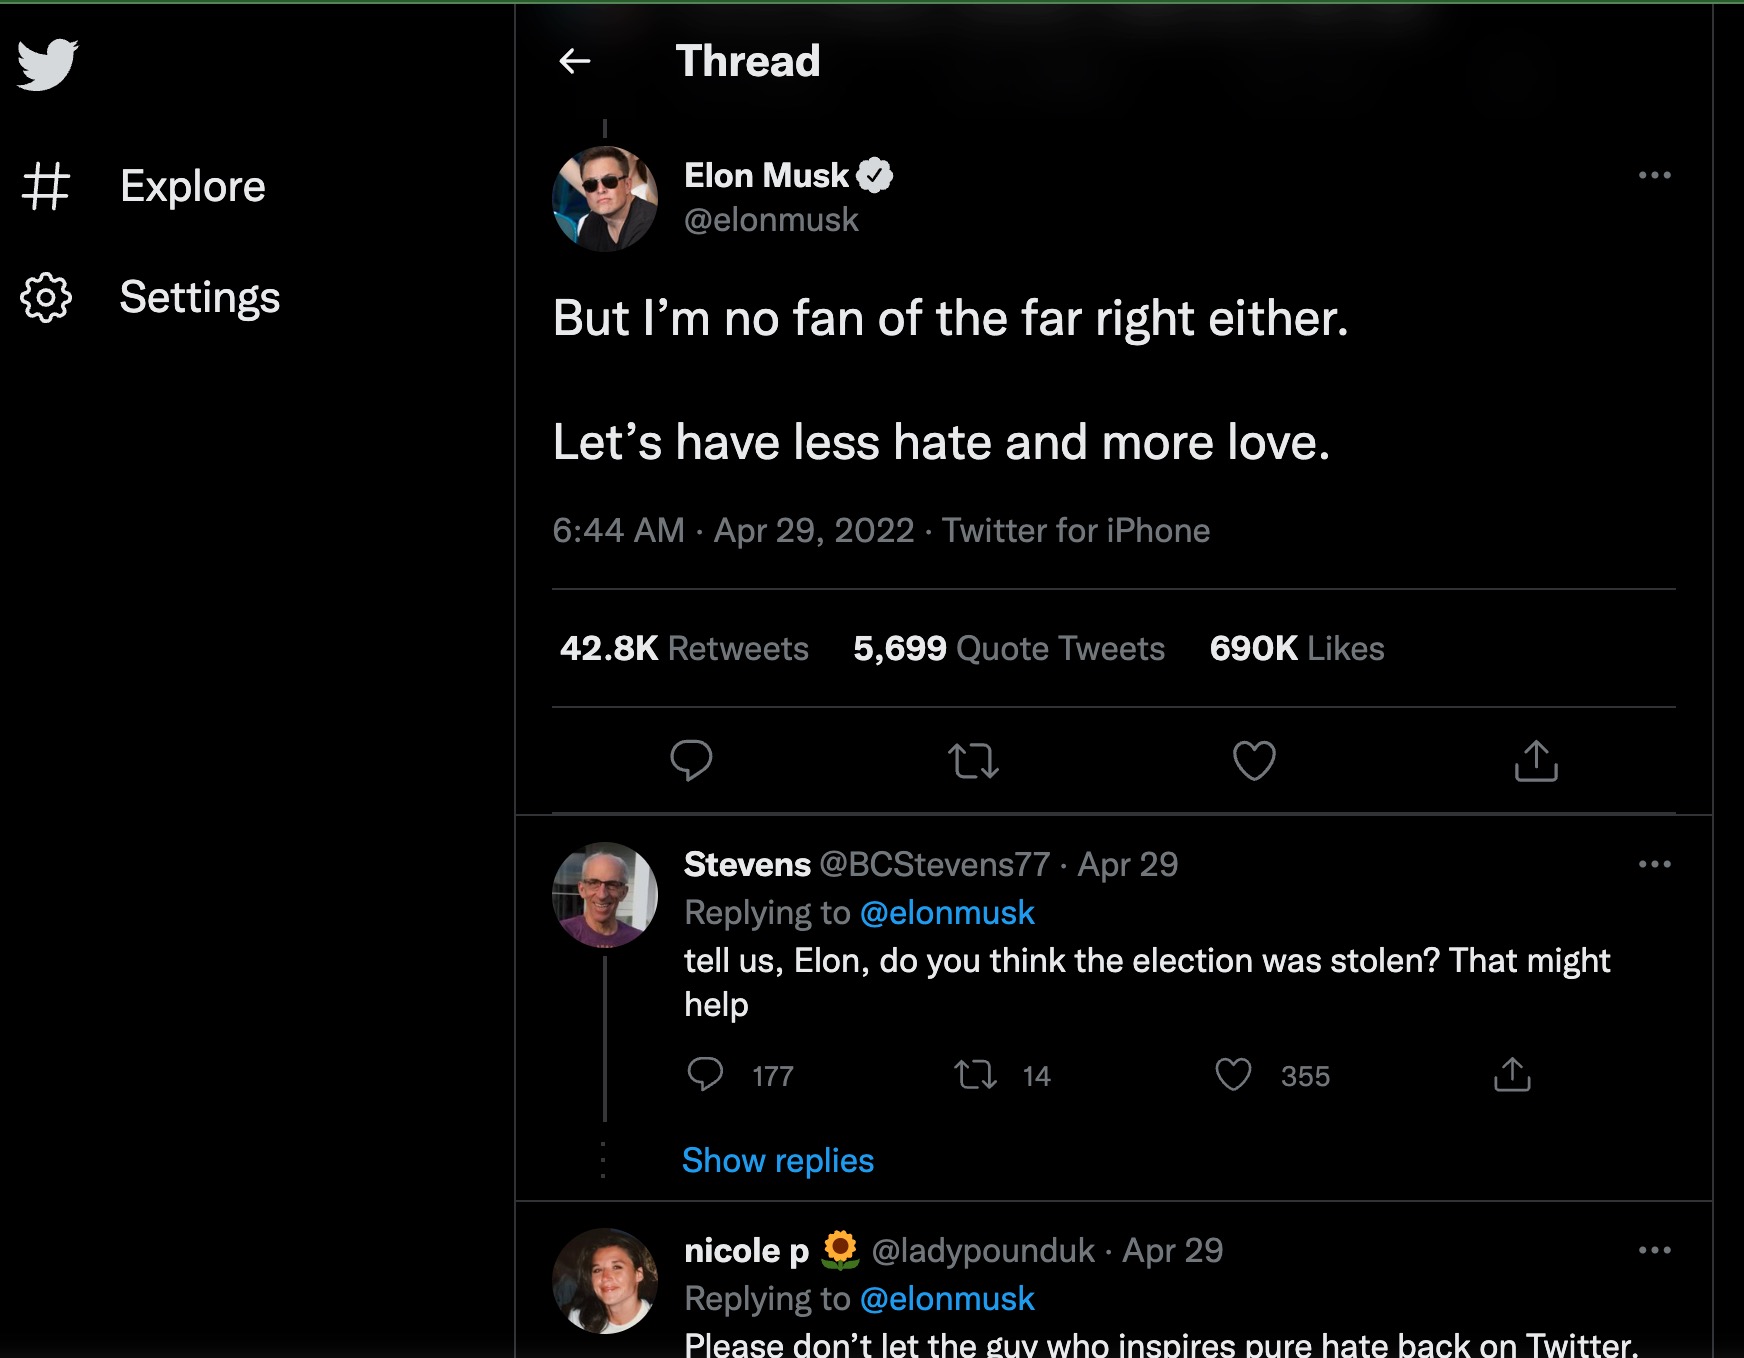 Thread
Explore
Settings
Elon Musk
@elonmusk
But I’m no fan of the far right either.
Let’s have less hate and more love.
6:44 AM · Apr 29, 2022 · Twitter for iPhone
42.8K Retweets 5,699 Quote Tweets 690K Likes
Stevens @BCStevens77 · Apr 29
Replying to @elonmusk
tell us, Elon, do you think the election was stolen? That might
help
177 14 355
Show replies
nicole p 🌻 @ladypounduk · Apr 29
Replying to @elonmusk
Please don’t let the guy who inspires pure hate back on Twitter.